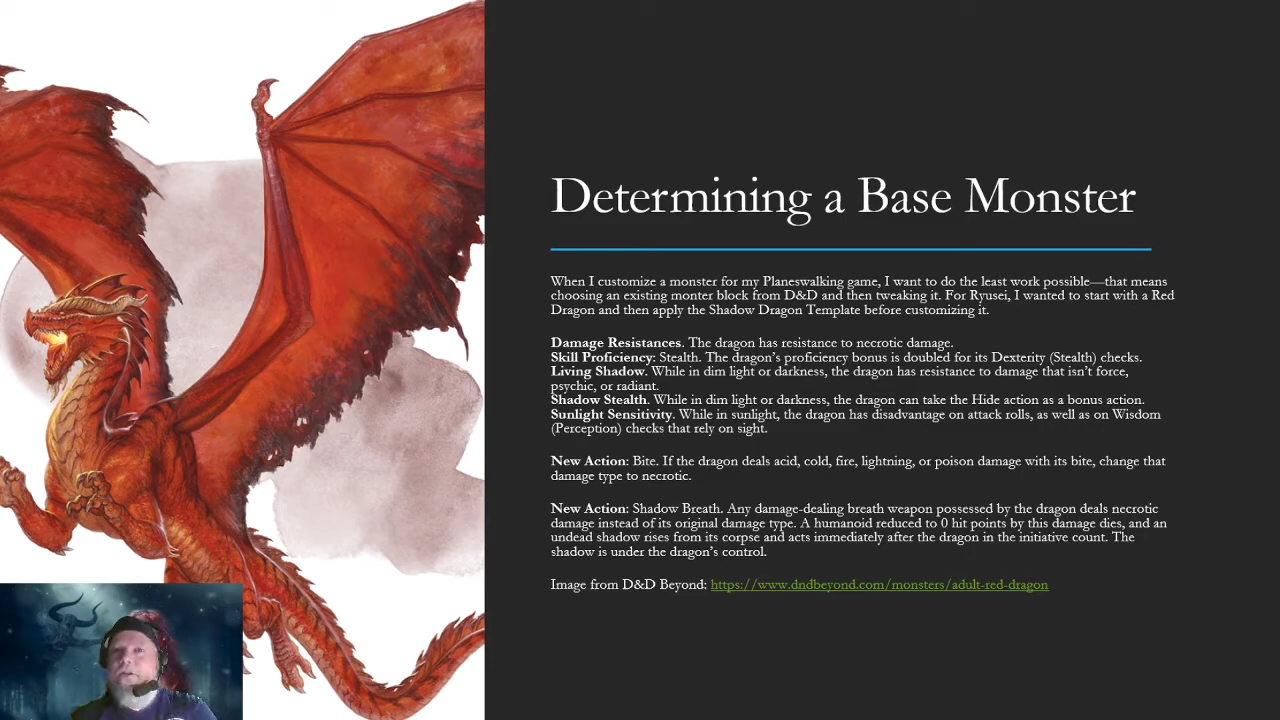 Determining a Base Monster
When I customize a monster for my Planeswalking game, I want to do the least work possible—that means
choosing an existing monter block from D&D and then tweaking it. For Ryusei, I wanted to start with a Red
Dragon and then apply the Shadow Dragon Template before customizing it.
Damage Resistances. The dragon has resistance to necrotic damage.
Skill Proficiency: Stealth. The dragon's proficiency bonus is doubled for its Dexterity (Stealth) checks.
Living Shadow. While in dim light or darkness, the dragon has resistance to damage that isn't force,
psychic, or radiant.
Shadow Stealth. While in dim light or darkness, the dragon can take the Hide action as a bonus action.
Sunlight Sensitivity. While in sunlight, the dragon has disadvantage on attack rolls, as well as on Wisdom
(Perception) checks that rely on sight.
New Action: Bite. If the dragon deals acid, cold, fire, lightning, or poison damage with its bite, change that
damage type to necrotic.
New Action: Shadow Breath. Any damage-dealing breath weapon possessed by the dragon deals necrotic
damage instead of its original damage type. A humanoid reduced to 0 hit points by this damage dies, and an
undead shadow rises from its corpse and acts immediately after the dragon in the initiative count. The
shadow is under the dragon's control.
Image from D&D Beyond: https://www.dndbeyond.com/monsters/adult-red-dragon